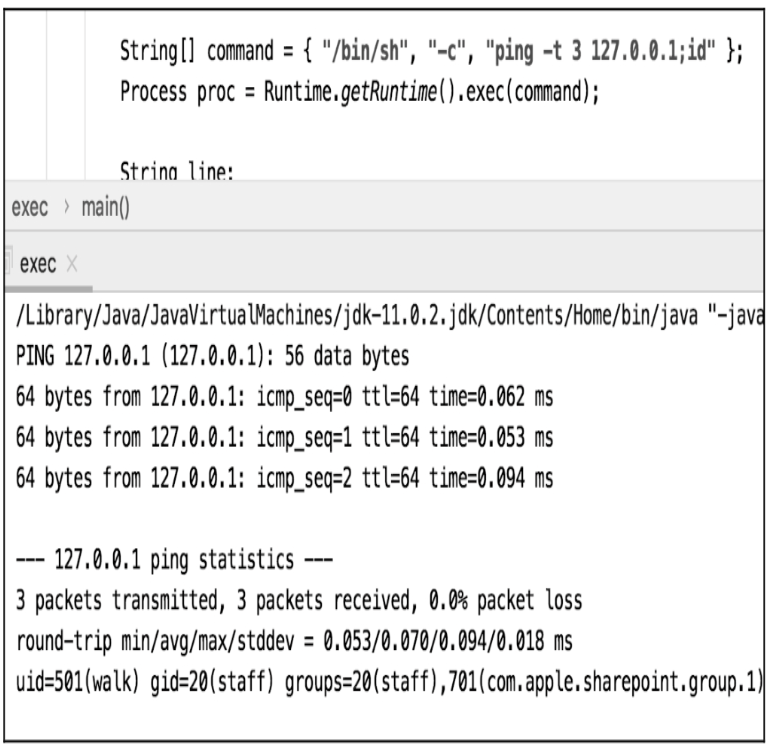 String[] command = { "/bin/sh", "-c", "ping -t 3 127.0.0.1;id" };
Process proc = Runtime.getRuntime().exec(command);
String line;
exec › main()
exec ×
/Library/Java/JavaVirtualMachines/jdk-11.0.2.jdk/Contents/Home/bin/java "-java
PING 127.0.0.1 (127.0.0.1): 56 data bytes
64 bytes from 127.0.0.1: icmp_seq=0 ttl=64 time=0.062 ms
64 bytes from 127.0.0.1: icmp_seq=1 ttl=64 time=0.053 ms
64 bytes from 127.0.0.1: icmp_seq=2 ttl=64 time=0.094 ms
--- 127.0.0.1 ping statistics ---
3 packets transmitted, 3 packets received, 0.0% packet loss
round-trip min/avg/max/stddev = 0.053/0.070/0.094/0.018 ms
uid=501(walk) gid=20(staff) groups=20(staff),701(com.apple.sharepoint.group.1)